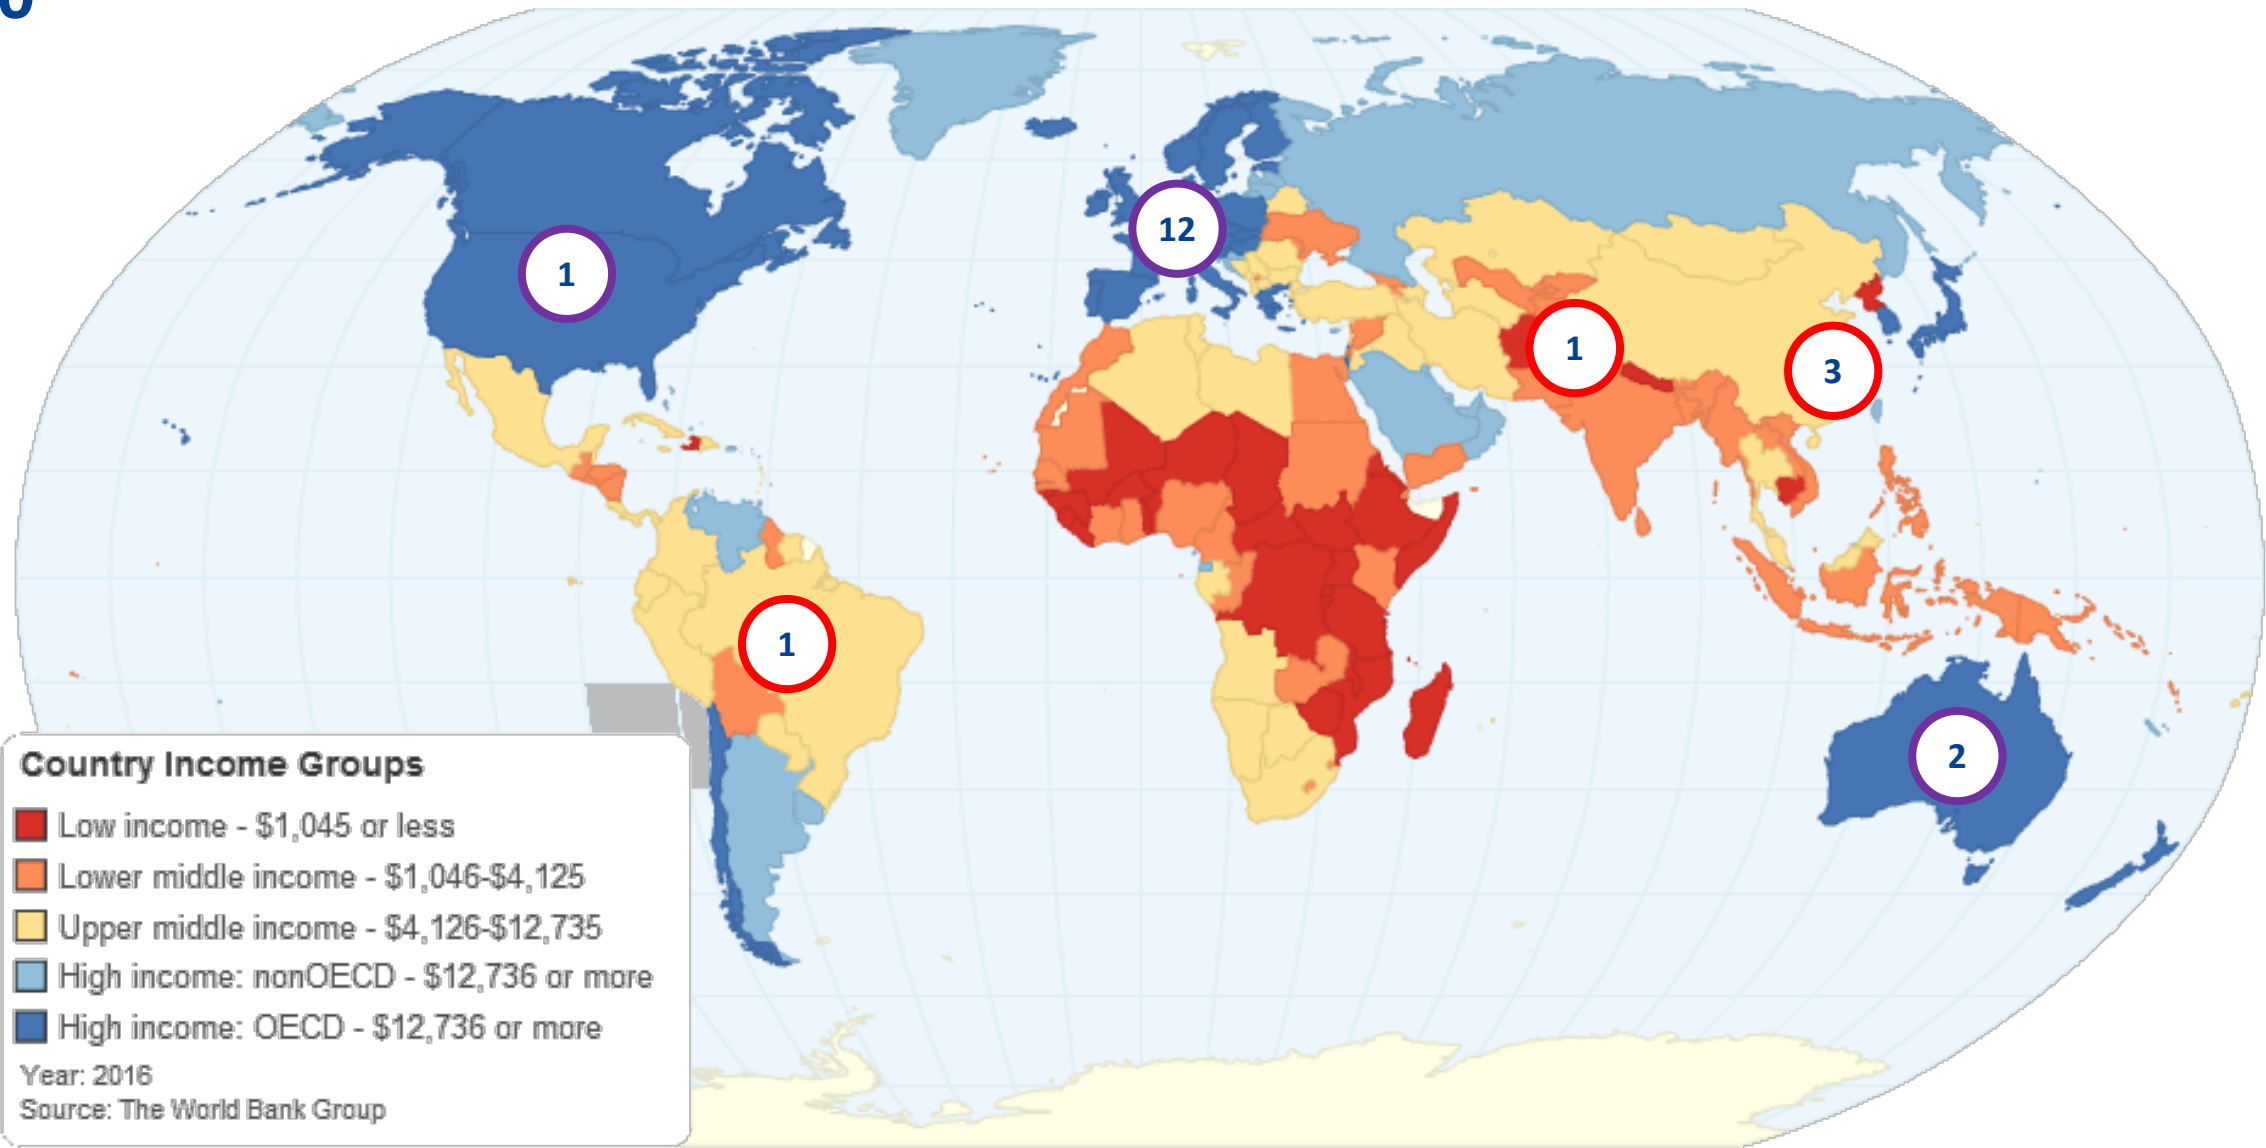 1
12
1
3
1
2
Country Income Groups
Low income - $1,045 or less
Lower middle income - $1,046-$4,125
Upper middle income - $4,126-$12,735
High income: nonOECD - $12,736 or more
High income: OECD - $12,736 or more
Year: 2016
Source: The World Bank Group